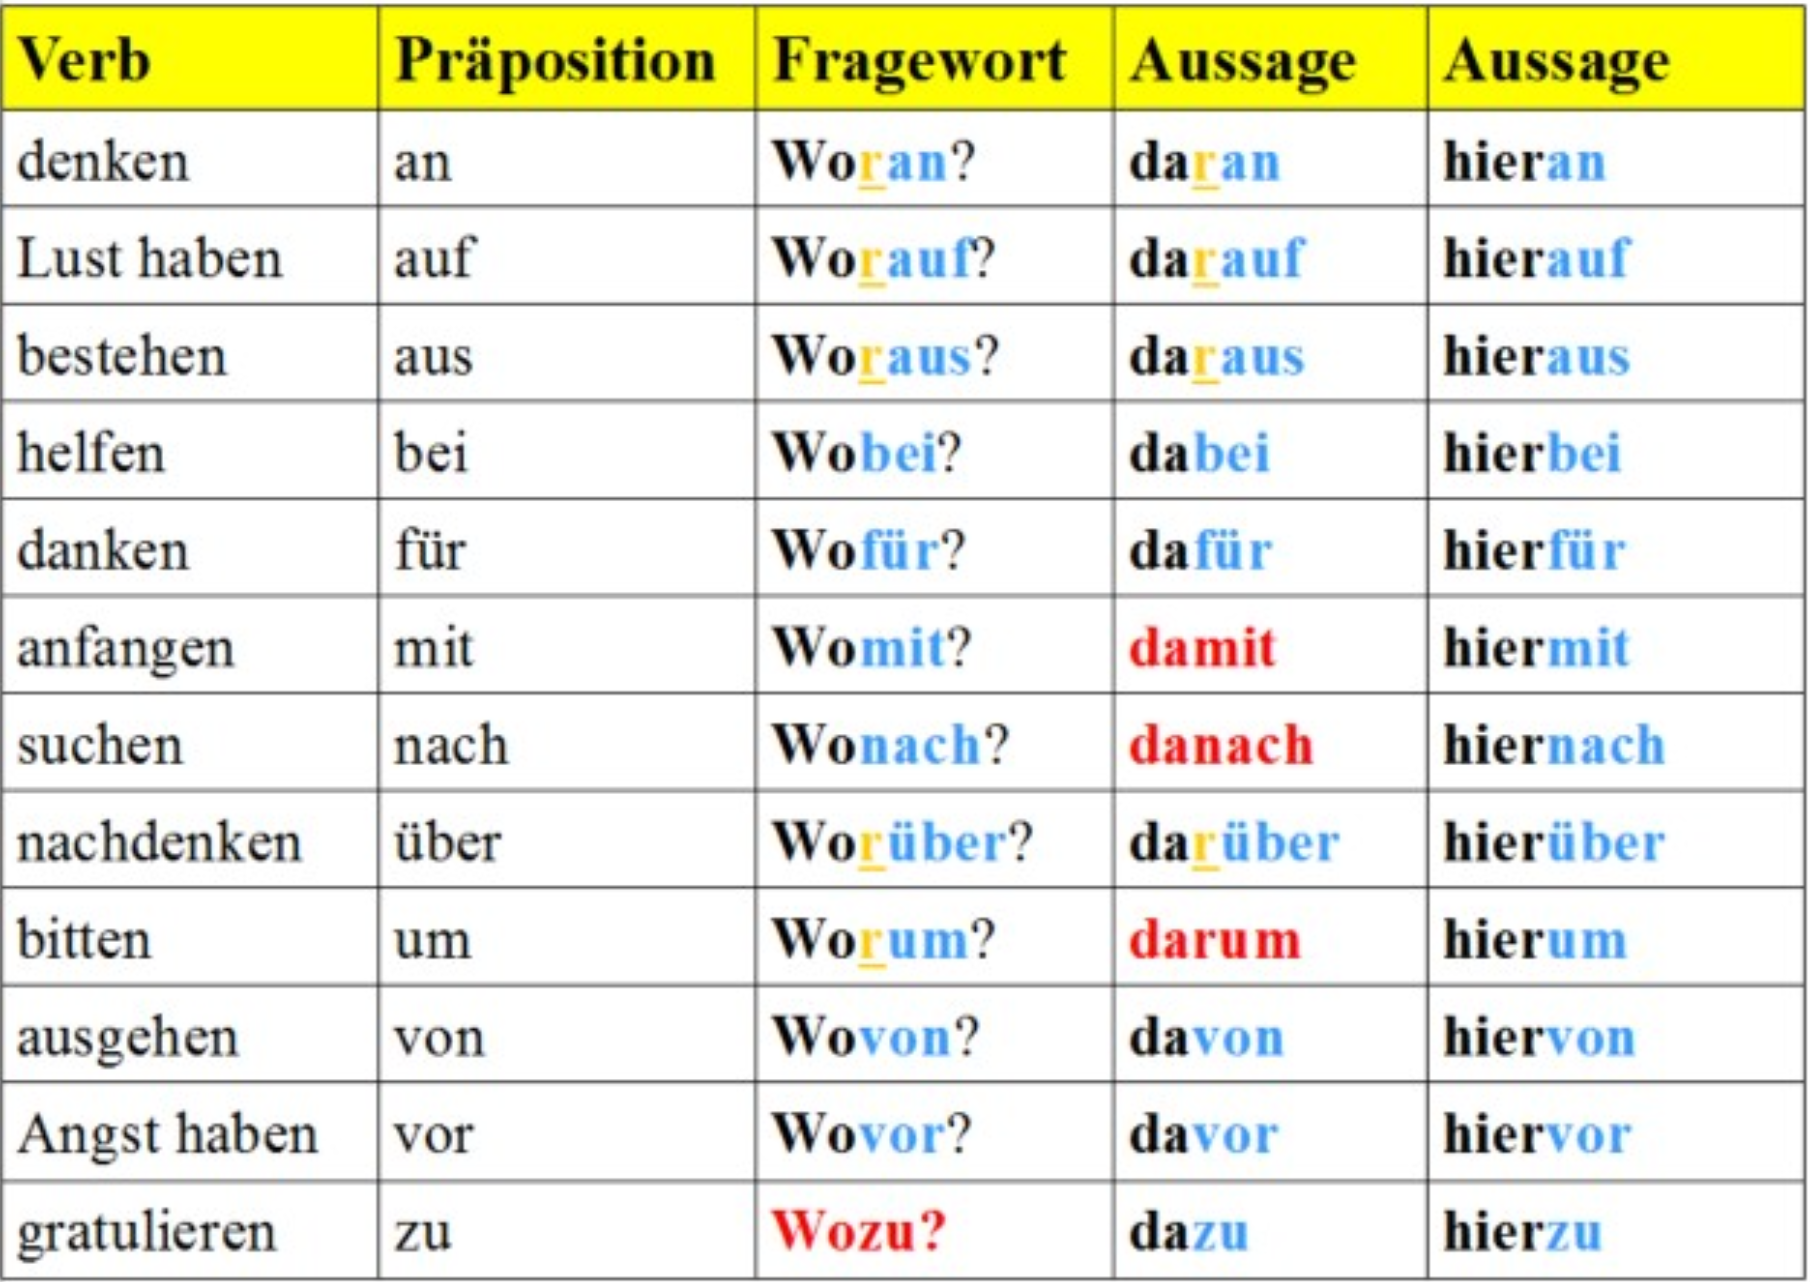 Verb Präposition Fragewort Aussage Aussage
denken an Woran? daran hieran
Lust haben auf Worauf? darauf hierauf
bestehen aus Woraus? daraus hieraus
helfen bei Wobei? dabei hierbei
danken für Wofür? dafür hierfür
anfangen mit Womit? damit hiermit
suchen nach Wonach? danach hiernach
nachdenken über Worüber? darüber hierüber
bitten um Worum? darum hierum
ausgehen von Wovon? davon hiervon
Angst haben vor Wovor? davor hiervor
gratulieren zu Wozu? dazu hierzu